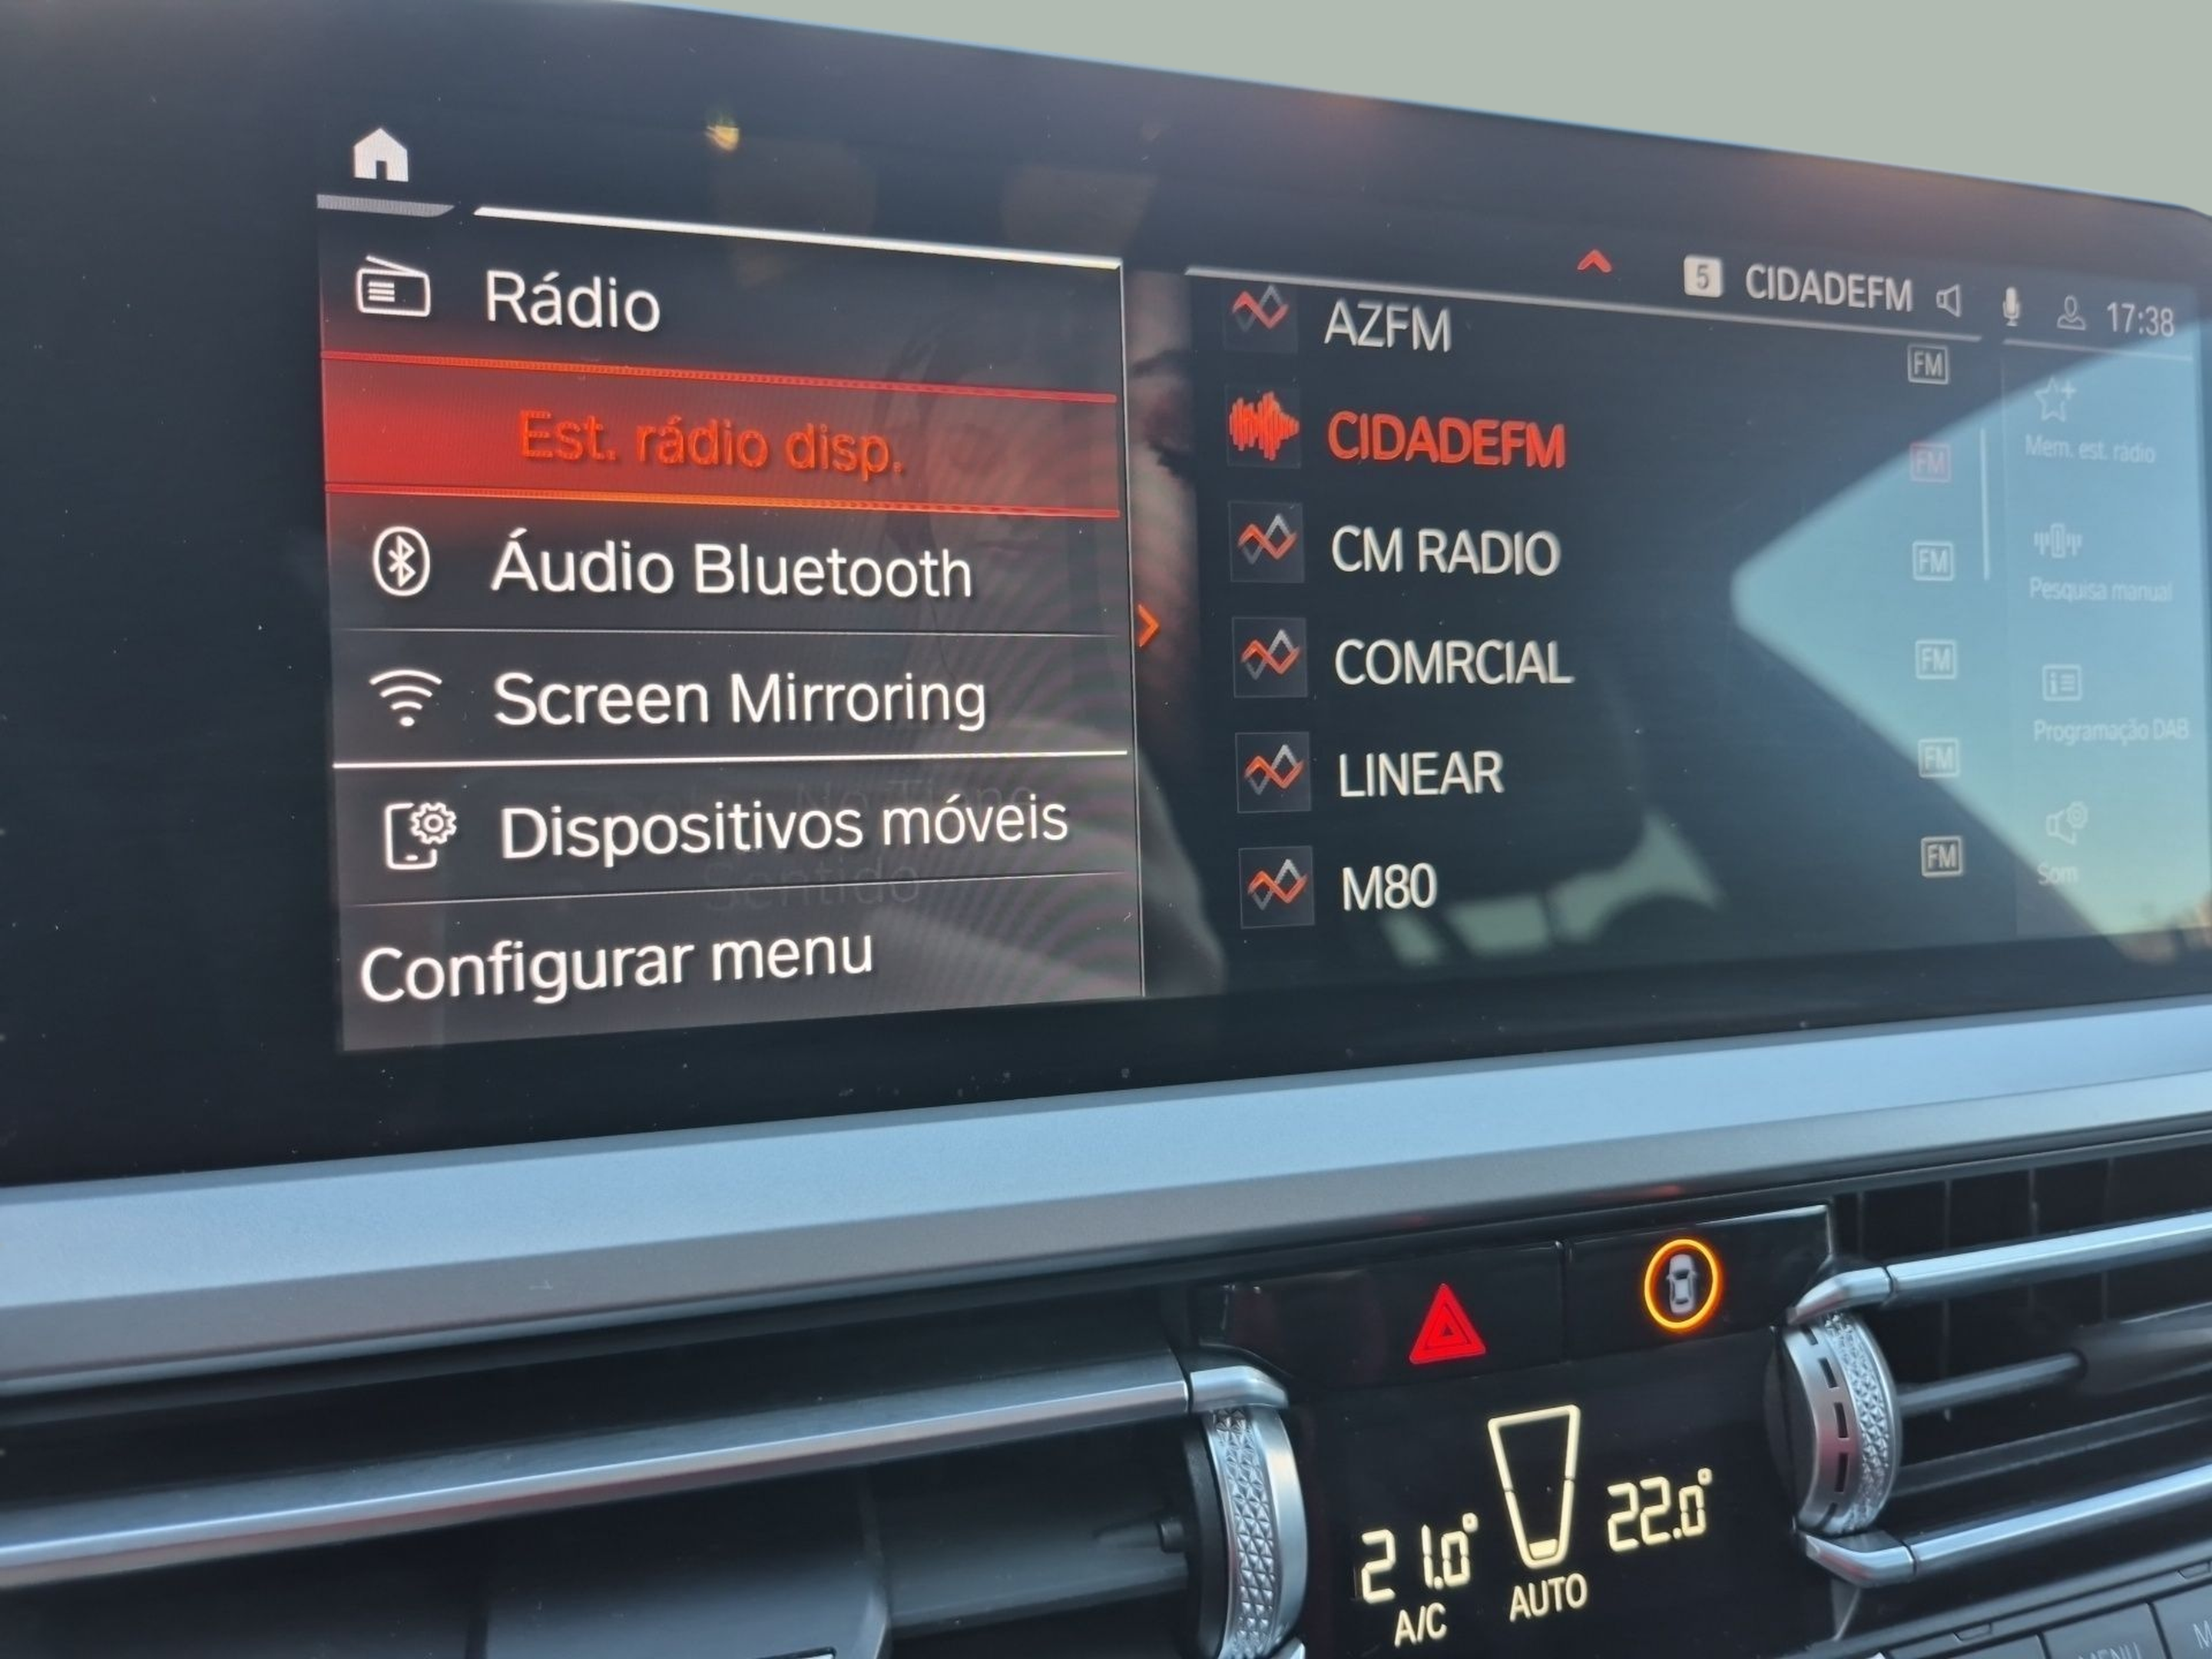 5 CIDADEFM 17:38
Rádio
Est. rádio disp.
Áudio Bluetooth
Screen Mirroring
Dispositivos móveis
Configurar menu
AZFM FM
CIDADEFM FM
CM RADIO FM
COMRCIAL FM
LINEAR FM
M80 FM
Mem. est. rádio
Pesquisa manual
Programação DAB
Som
21.0° 22.0°
A/C AUTO
MENU